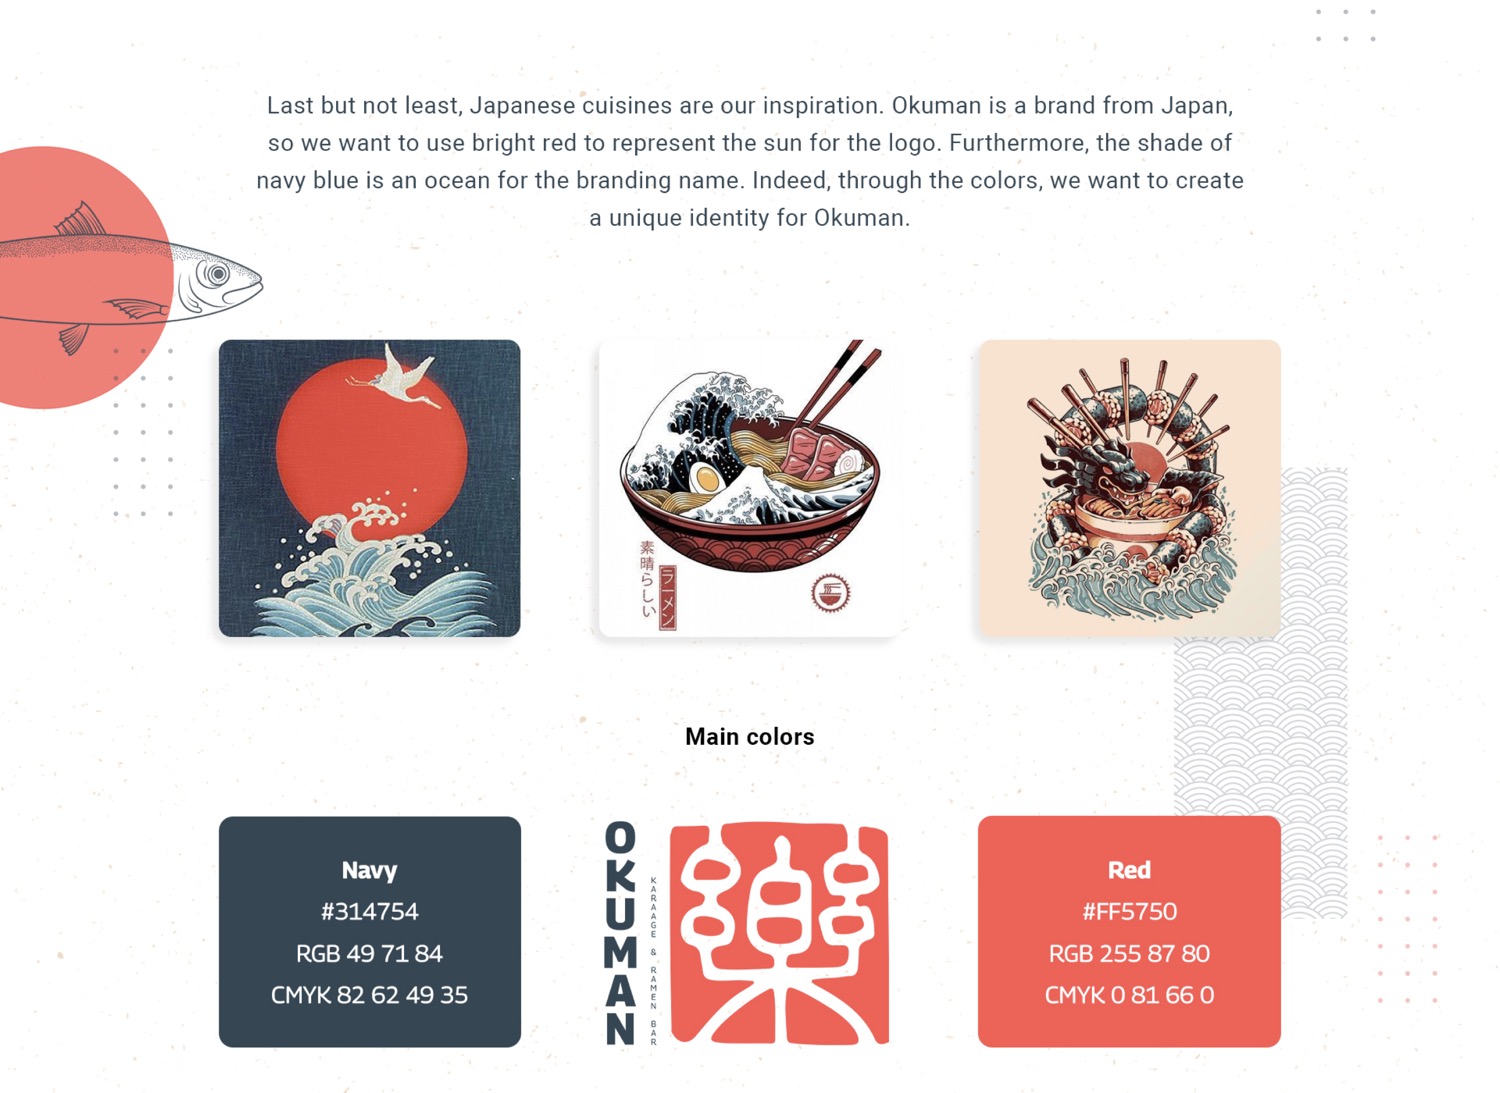 Last but not least, Japanese cuisines are our inspiration. Okuman is a brand from Japan,
so we want to use bright red to represent the sun for the logo. Furthermore, the shade of
navy blue is an ocean for the branding name. Indeed, through the colors, we want to create
a unique identity for Okuman.
素晴らしい
ラーメン
Main colors
Navy
#314754
RGB 49 71 84
CMYK 82 62 49 35
OKUMAN
KARAAGE & RAMEN BAR
樂
Red
#FF5750
RGB 255 87 80
CMYK 0 81 66 0